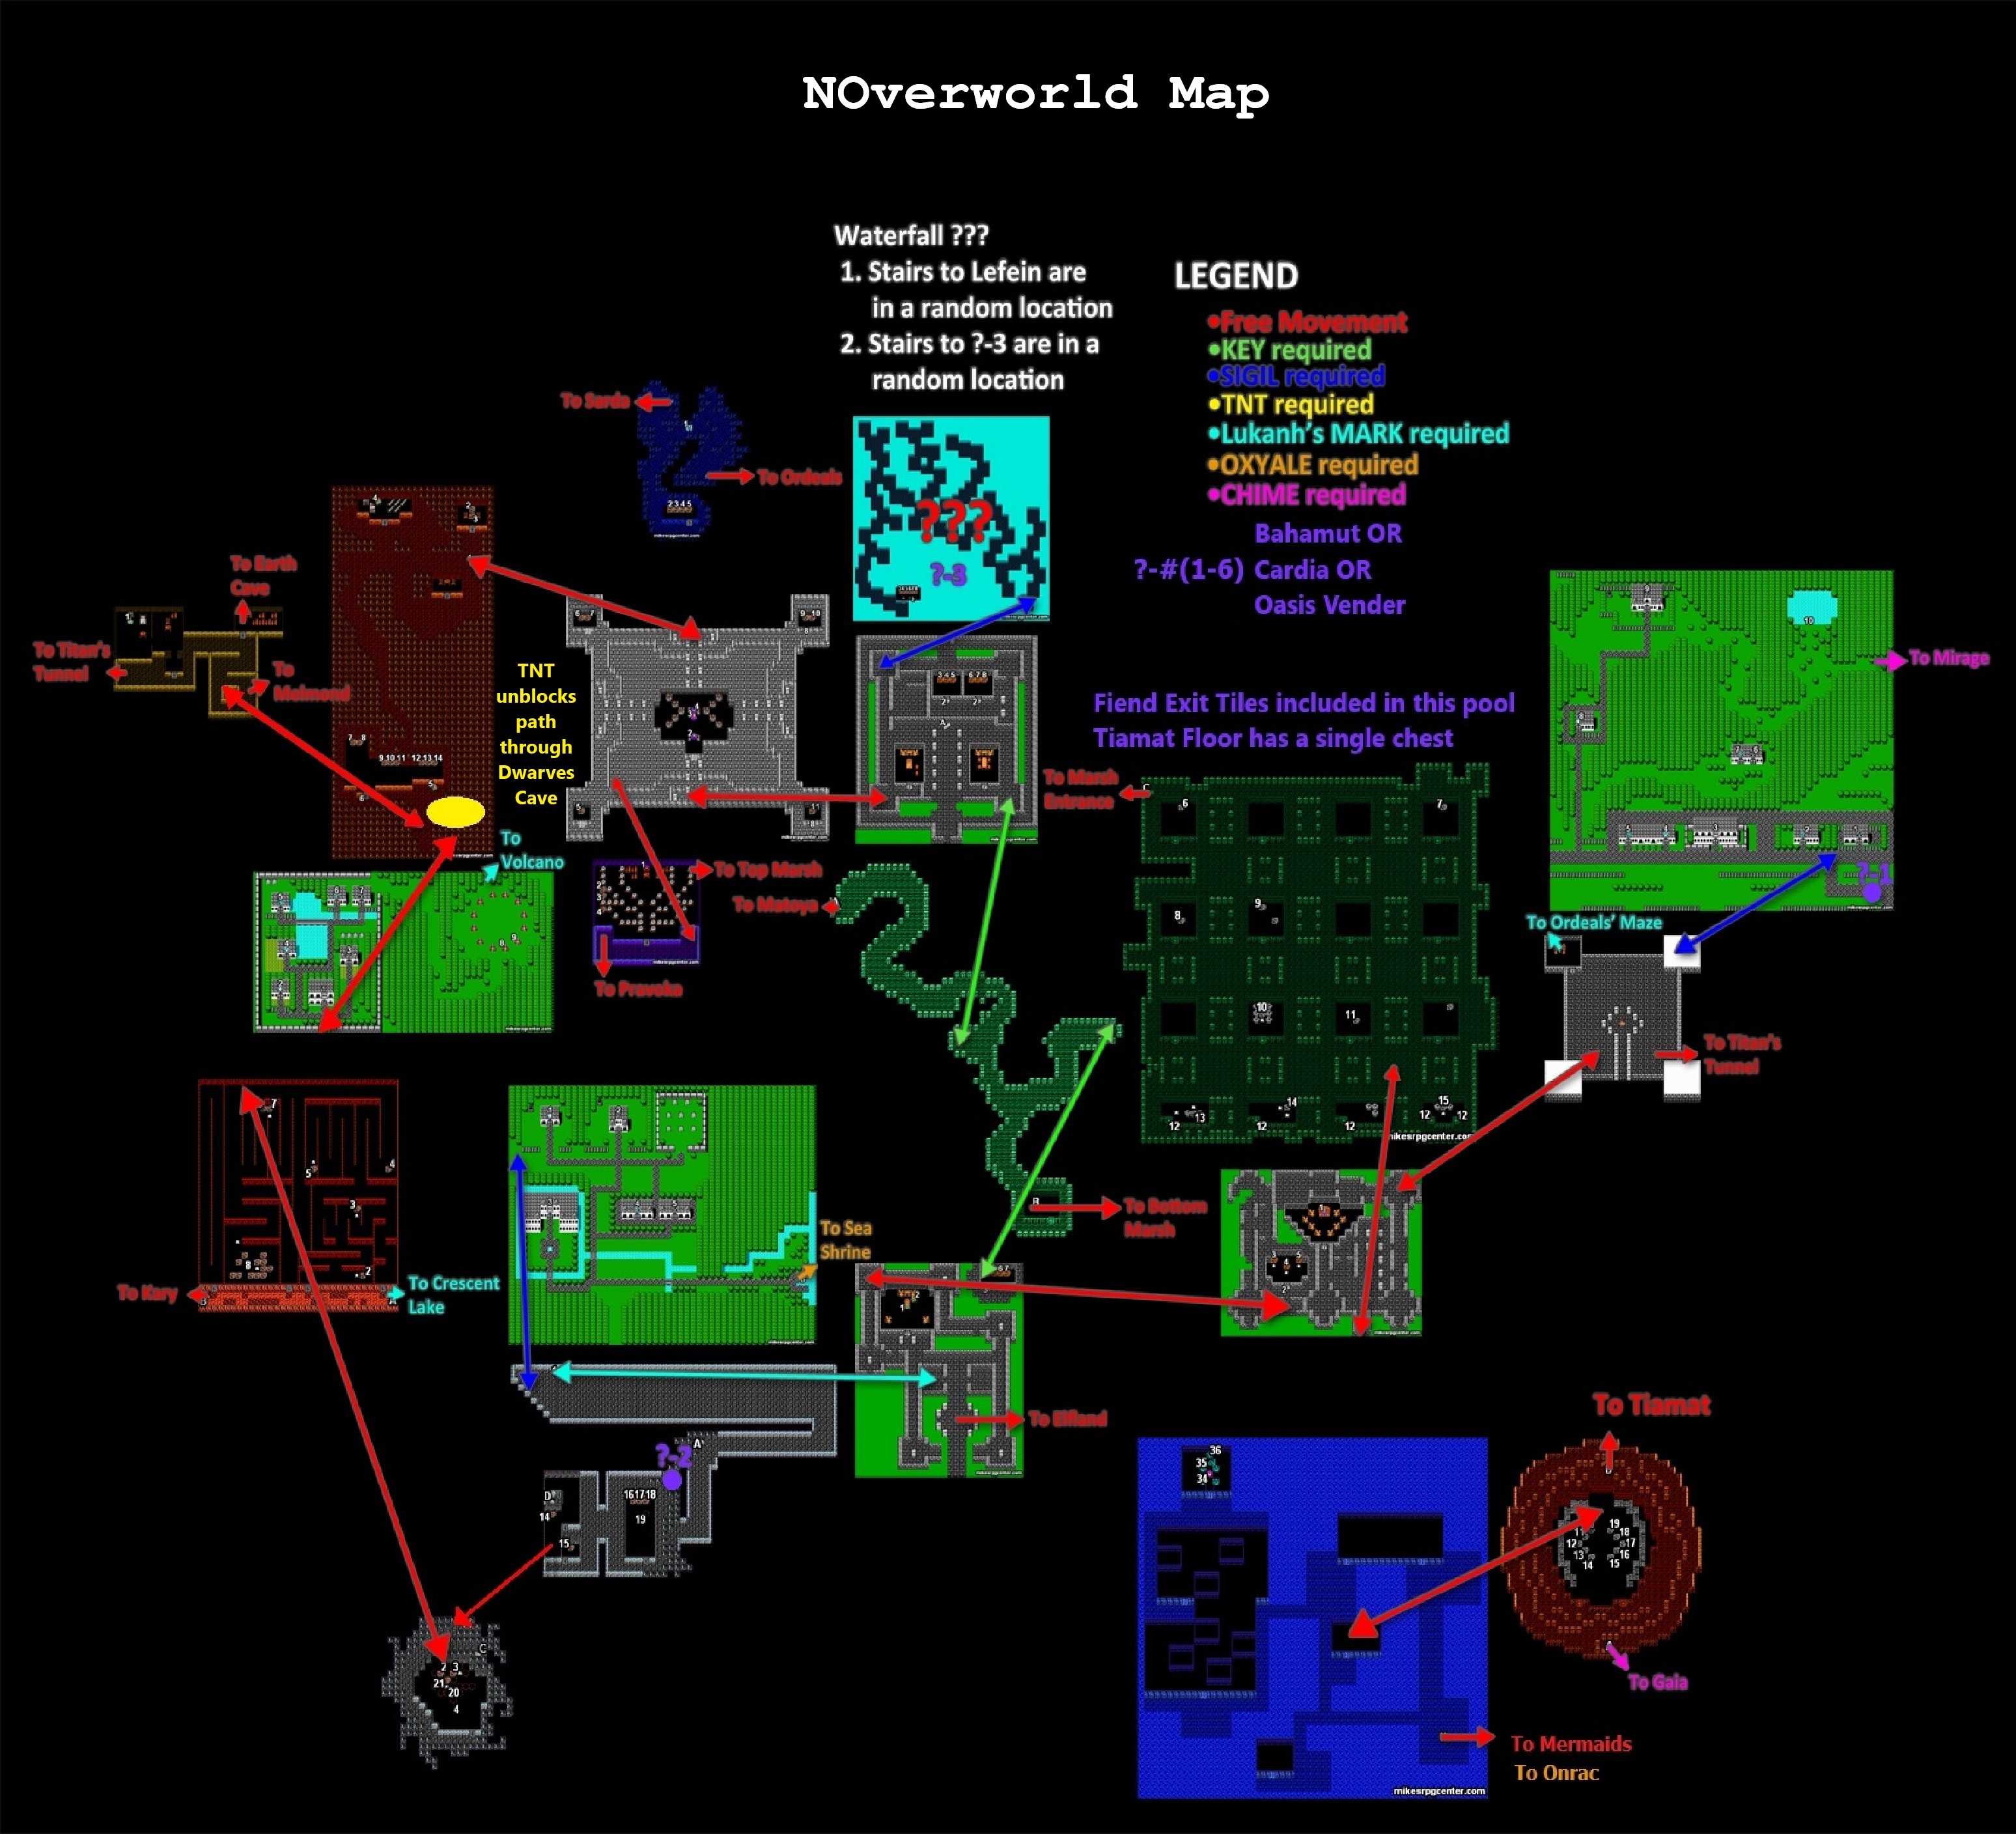 NOverworld Map
Waterfall ???
1. Stairs to Lefein are
in a random location
2. Stairs to ?-3 are in a
random location
LEGEND
•Free Movement
•KEY required
•SIGIL required
•TNT required
•Lukanh's MARK required
•OXYALE required
•CHIME required
Bahamut OR
?-#(1-6) Cardia OR
Oasis Vender
Fiend Exit Tiles included in this pool
Tiamat Floor has a single chest
To Sarda
To Ordeals
???
?-3
To Earth
Cave
To Titan's
Tunnel
To
Melmond
TNT
unblocks
path
through
Dwarves
Cave
To Mirage
To Marsh
Entrance
To
Volcano
To Top Marsh
To Matoya
To Pravoka
?-1
To Ordeals' Maze
To Titan's
Tunnel
To Bottom
Marsh
To Sea
Shrine
To Kary
To Crescent
Lake
To Elfland
?-2
To Tiamat
To Gaia
To Mermaids
To Onrac
mikesrpgcenter.com
mikesrpgcenter.com